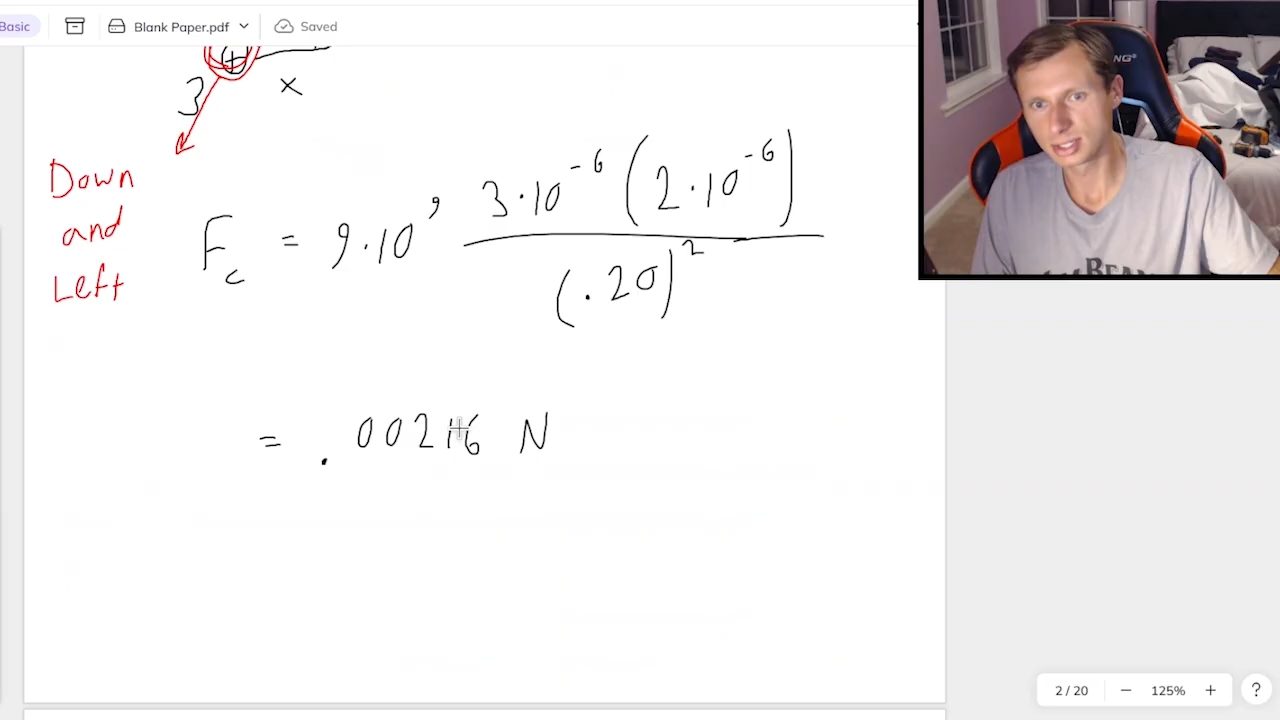 Basic Blank Paper.pdf Saved
3 x
Down
and
Left
F_c = 9·10^9 3·10^-6 (2·10^-6) / (.20)^2
= .00216 N
2 / 20 − 125% + ?